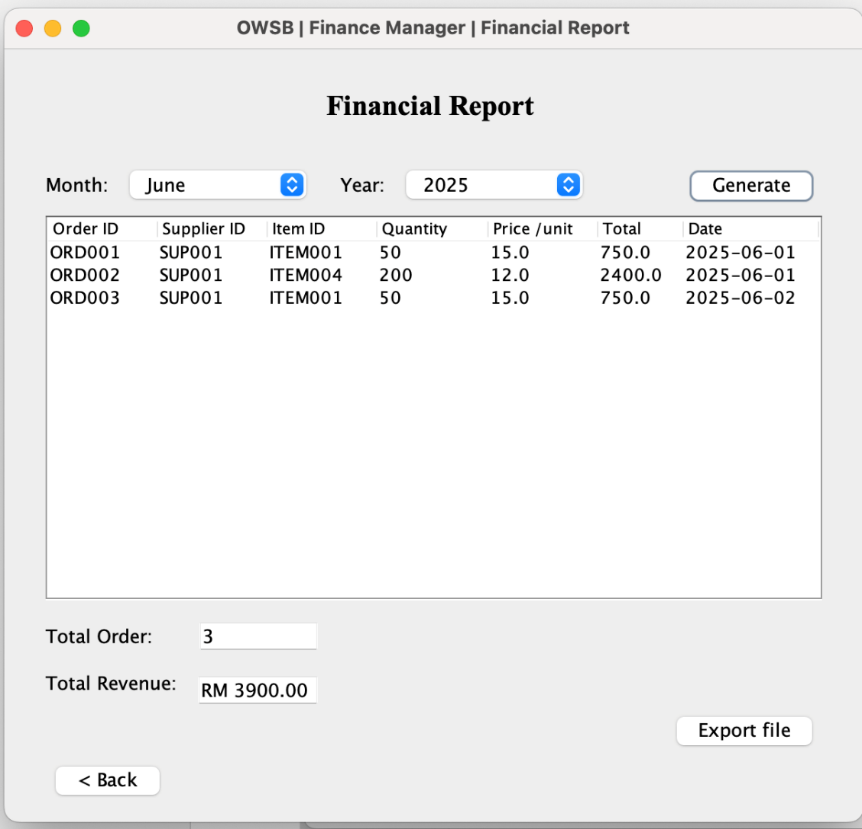 OWSB | Finance Manager | Financial Report
Financial Report
Month: June Year: 2025 Generate
Order ID Supplier ID Item ID Quantity Price /unit Total Date
ORD001 SUP001 ITEM001 50 15.0 750.0 2025-06-01
ORD002 SUP001 ITEM004 200 12.0 2400.0 2025-06-01
ORD003 SUP001 ITEM001 50 15.0 750.0 2025-06-02
Total Order: 3
Total Revenue: RM 3900.00
Export file
< Back